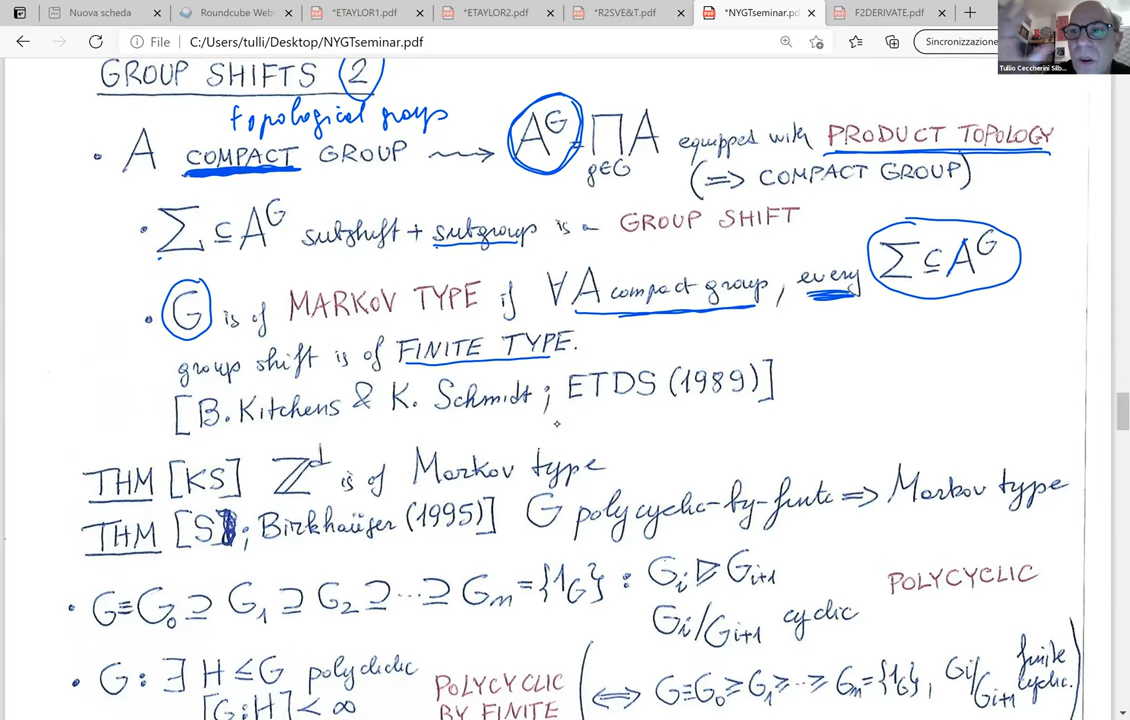 Nuova scheda
Roundcube Web
*ETAYLOR1.pdf
*ETAYLOR2.pdf
*R2SVE&T.pdf
*NYGTseminar.pd
F2DERIVATE.pdf
File
C:/Users/tulli/Desktop/NYGTseminar.pdf
Sincronizzazione
Tullio Ceccherini Silb...
GROUP SHIFTS 2
topological group
• A COMPACT GROUP ⇝ A^G = ∏_{g∈G} A equipped with PRODUCT TOPOLOGY
(⇒ COMPACT GROUP)
• Σ ⊆ A^G subshift + subgroup is a GROUP SHIFT
• G is of MARKOV TYPE if ∀ A compact group, every Σ ⊆ A^G
group shift is of FINITE TYPE.
[B. Kitchens & K. Schmidt; ETDS (1989)]
THM [KS] ℤ^d is of Markov type
THM [S; Birkhaüser (1995)] G polycyclic-by-finite ⇒ Markov type
• G ≡ G_0 ⊇ G_1 ⊇ G_2 ⊇ ... ⊇ G_m = {1_G} : G_i ⊵ G_{i+1}
G_i/G_{i+1} cyclic
POLYCYCLIC
• G : ∃ H ≤ G polyclidic
[G:H] < ∞
POLYCYCLIC
BY FINITE
(⇔ G ≡ G_0 ⩾ G_1 ⩾ ... ⩾ G_m = {1_G}, G_i/G_{i+1} finite
cyclic.)